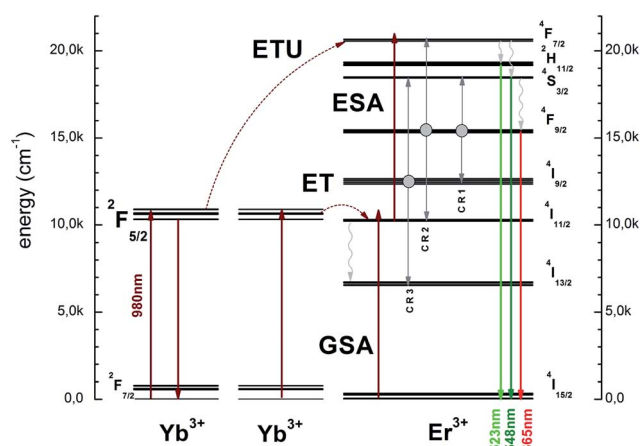 energy (cm⁻¹)
20,0k
15,0k
10,0k
5,0k
0,0
ETU
ESA
ET
GSA
²F 5/2
980nm
²F 7/2
Yb³⁺
Yb³⁺
Er³⁺
CR1
CR2
CR3
⁴F 7/2
²H 11/2
⁴S 3/2
⁴F 9/2
⁴I 9/2
⁴I 11/2
⁴I 13/2
⁴I 15/2
20,0k
15,0k
10,0k
5,0k
0,0